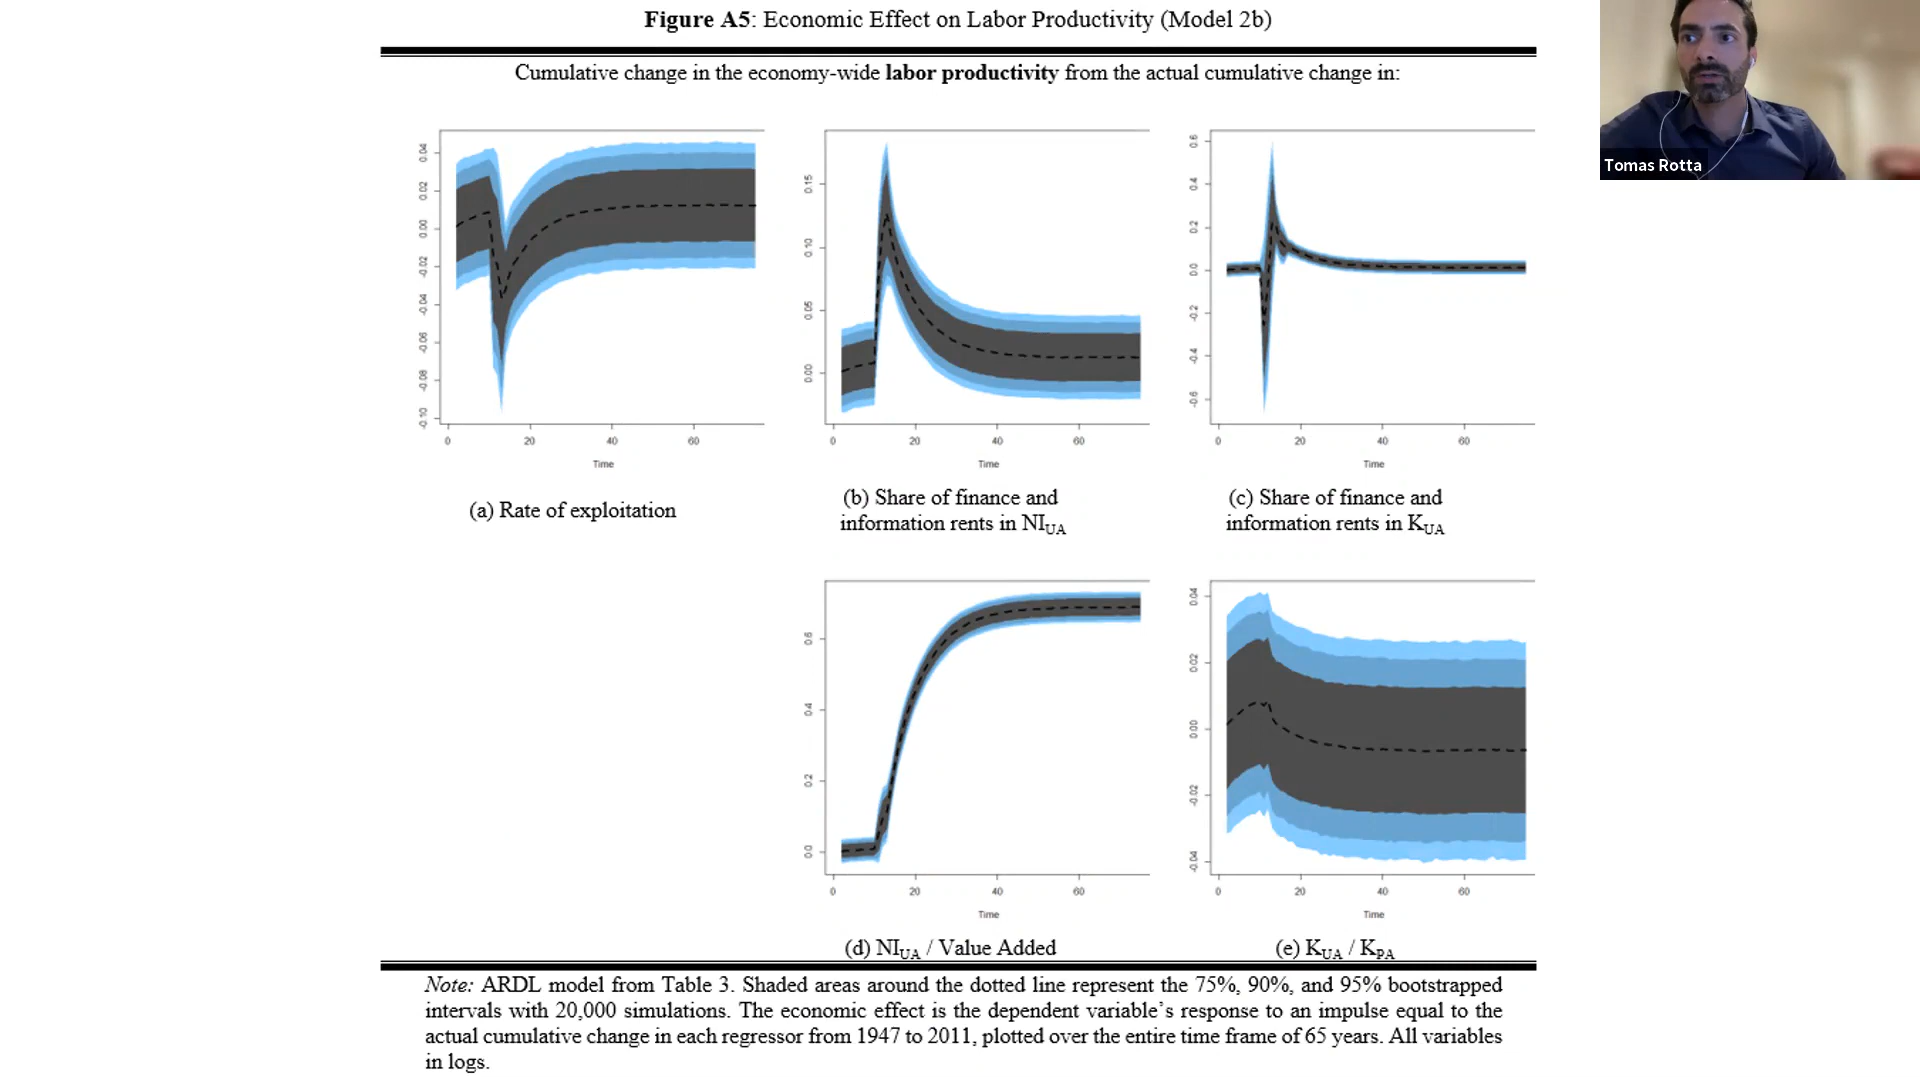 Figure A5: Economic Effect on Labor Productivity (Model 2b)
Cumulative change in the economy-wide labor productivity from the actual cumulative change in:
Tomas Rotta
0.04
0.02
0.00
-0.02
-0.04
-0.06
-0.08
-0.10
0 20 40 60
Time
0.15
0.10
0.05
0.00
0 20 40 60
Time
0.6
0.4
0.2
0.0
-0.2
-0.4
-0.6
0 20 40 60
Time
(a) Rate of exploitation
(b) Share of finance and
information rents in NIUA
(c) Share of finance and
information rents in KUA
0.6
0.4
0.2
0.0
0 20 40 60
Time
0.04
0.02
0.00
-0.02
-0.04
0 20 40 60
Time
(d) NIUA / Value Added
(e) KUA / KPA
Note: ARDL model from Table 3. Shaded areas around the dotted line represent the 75%, 90%, and 95% bootstrapped
intervals with 20,000 simulations. The economic effect is the dependent variable’s response to an impulse equal to the
actual cumulative change in each regressor from 1947 to 2011, plotted over the entire time frame of 65 years. All variables
in logs.